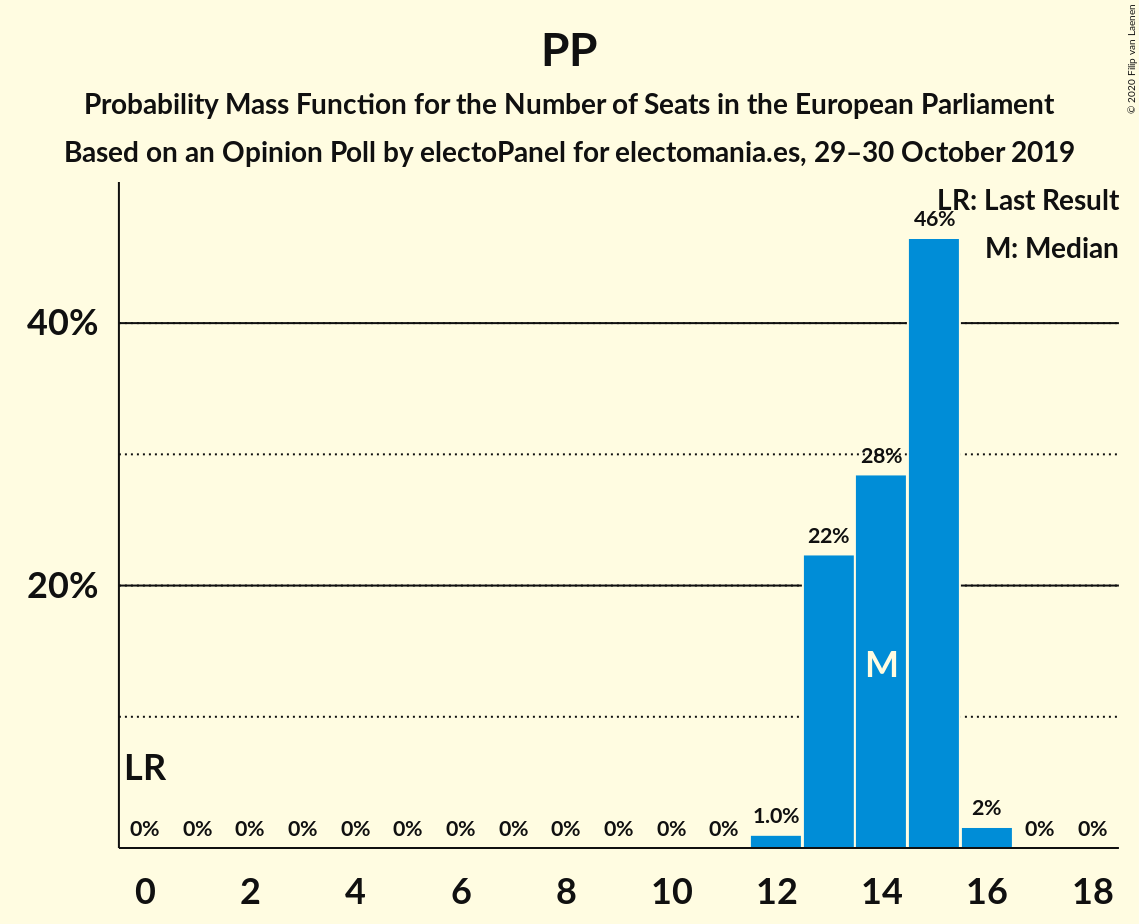 PP
Probability Mass Function for the Number of Seats in the European Parliament
Based on an Opinion Poll by electoPanel for electomania.es, 29–30 October 2019
© 2020 Filip van Laenen
LR: Last Result
M: Median
46%
40%
28%
22%
20%
M
LR
0% 0% 0% 0% 0% 0% 0% 0% 0% 0% 0% 0% 1.0% 2% 0% 0%
0 2 4 6 8 10 12 14 16 18